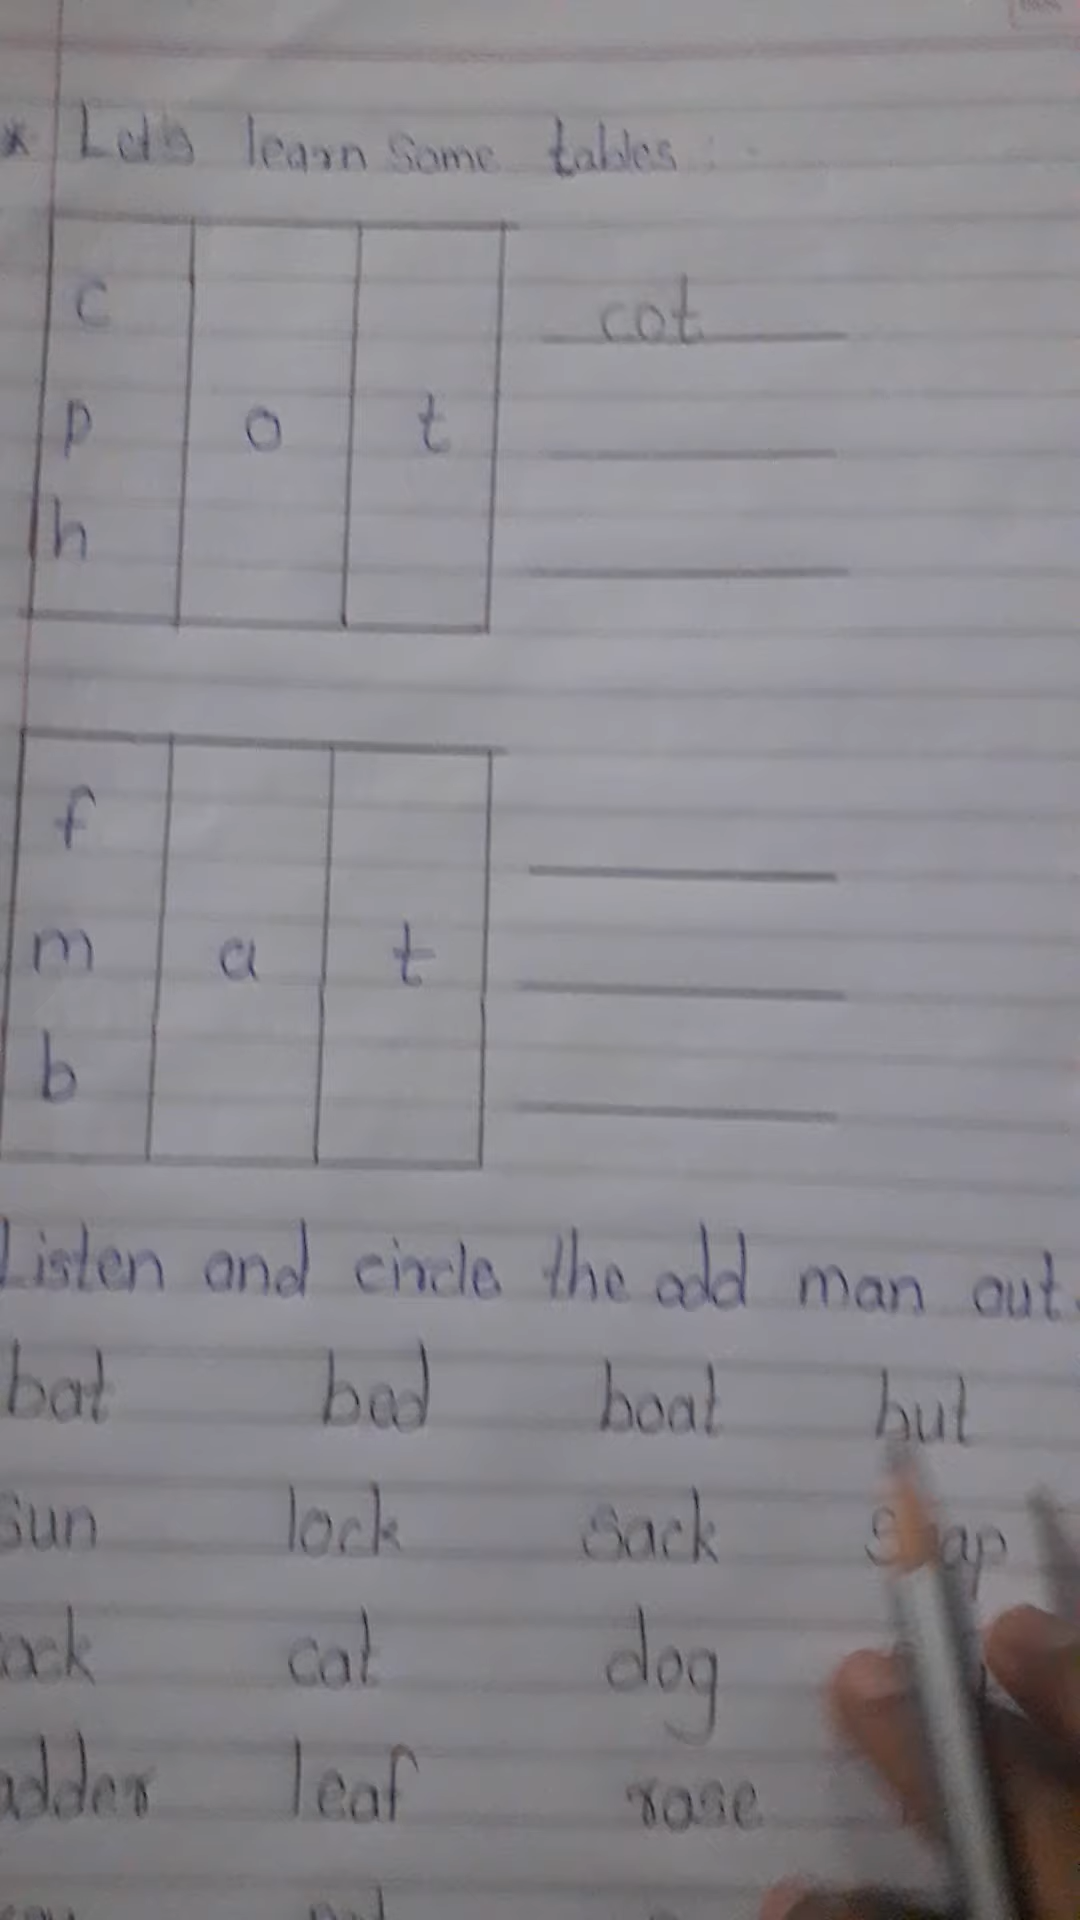 * Let's learn some tables :-
c cot
p o t
h
f
m a t
b
Listen and circle the odd man out.
bat bed boat hut
sun lock sack
cat dog
leaf rose